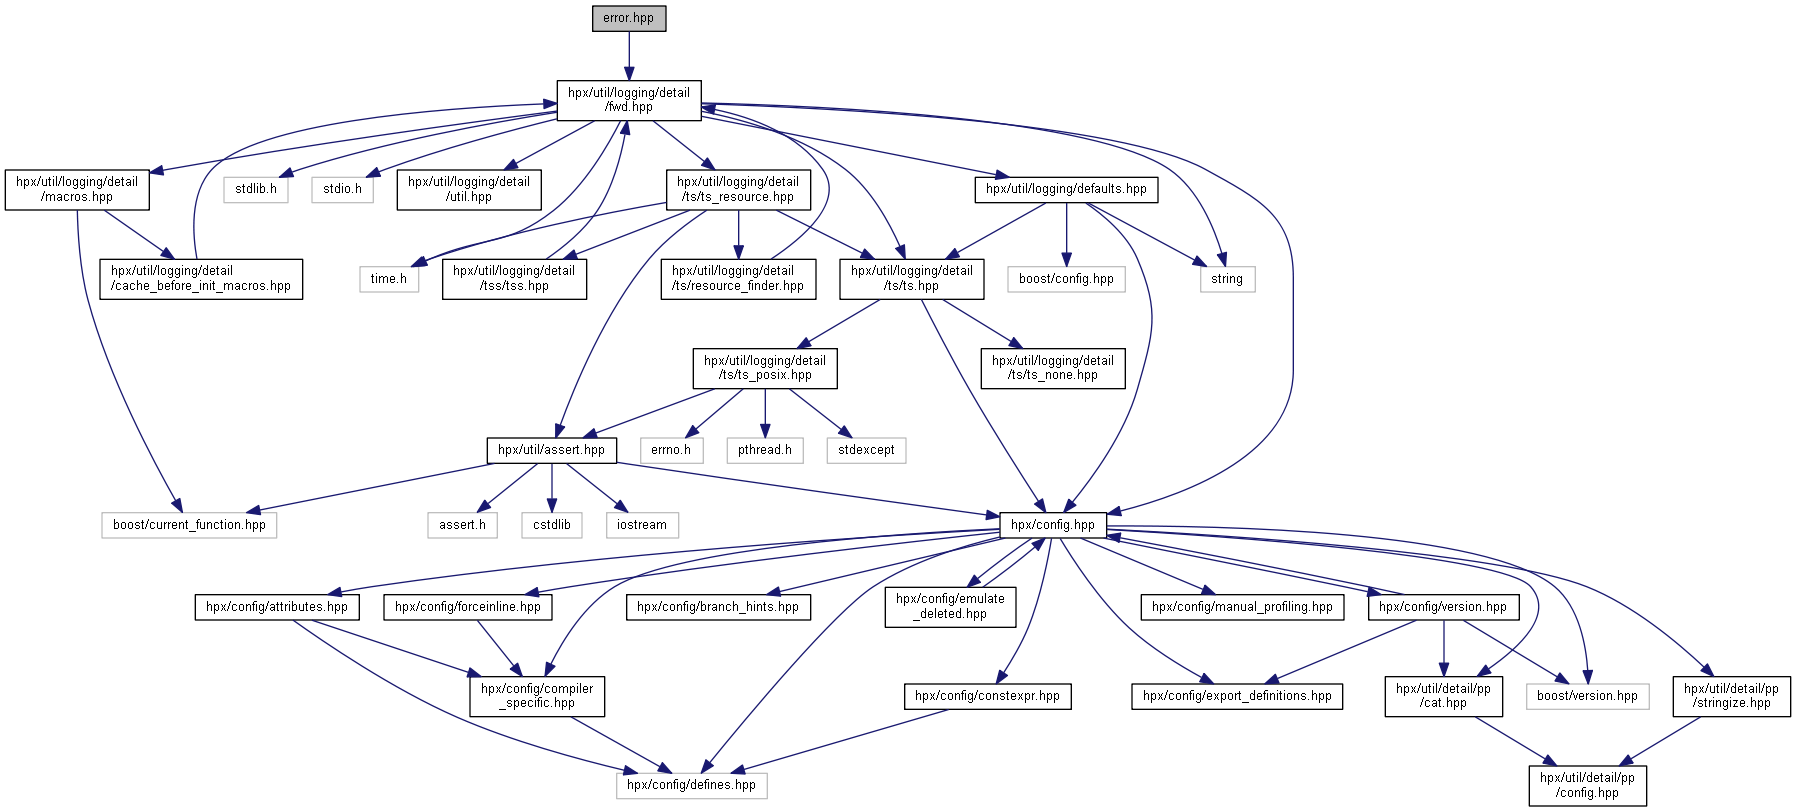 error.hpp
hpx/util/logging/detail
/fwd.hpp
hpx/util/logging/detail
/macros.hpp
stdlib.h
stdio.h
hpx/util/logging/detail
/util.hpp
hpx/util/logging/detail
/ts/ts_resource.hpp
hpx/util/logging/defaults.hpp
hpx/util/logging/detail
/cache_before_init_macros.hpp
time.h
hpx/util/logging/detail
/tss/tss.hpp
hpx/util/logging/detail
/ts/resource_finder.hpp
hpx/util/logging/detail
/ts/ts.hpp
boost/config.hpp
string
hpx/util/logging/detail
/ts/ts_posix.hpp
hpx/util/logging/detail
/ts/ts_none.hpp
hpx/util/assert.hpp
errno.h
pthread.h
stdexcept
boost/current_function.hpp
assert.h
cstdlib
iostream
hpx/config.hpp
hpx/config/attributes.hpp
hpx/config/forceinline.hpp
hpx/config/branch_hints.hpp
hpx/config/emulate
_deleted.hpp
hpx/config/manual_profiling.hpp
hpx/config/version.hpp
hpx/config/compiler
_specific.hpp
hpx/config/constexpr.hpp
hpx/config/export_definitions.hpp
hpx/util/detail/pp
/cat.hpp
boost/version.hpp
hpx/util/detail/pp
/stringize.hpp
hpx/config/defines.hpp
hpx/util/detail/pp
/config.hpp